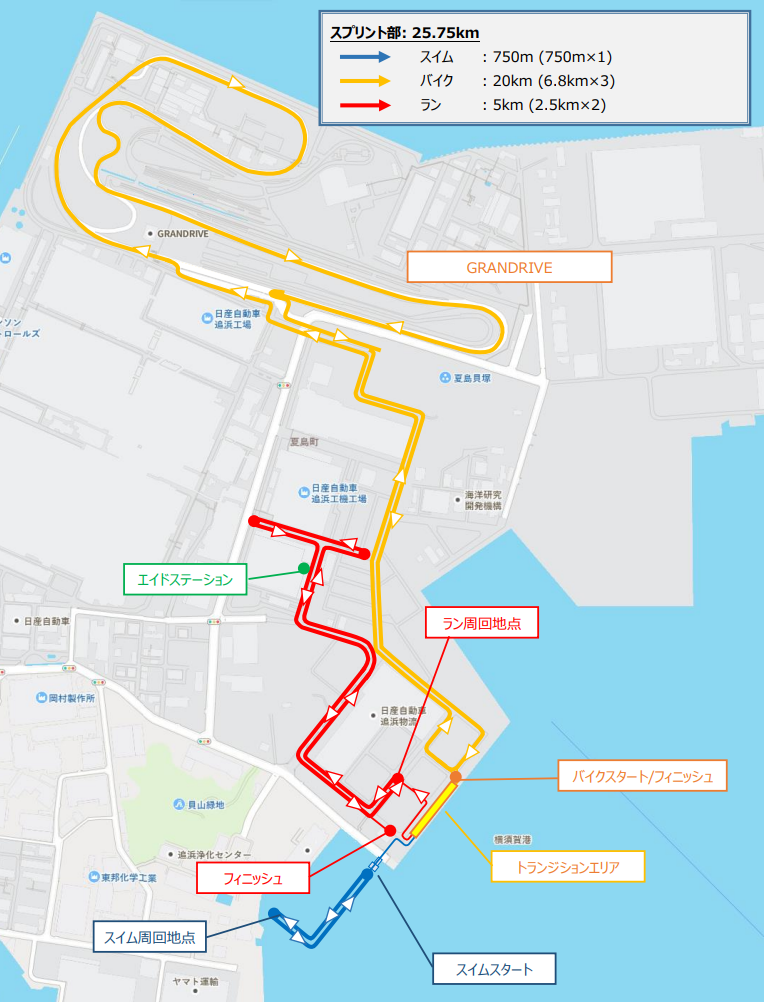 スプリント部: 25.75km
スイム : 750m (750m×1)
バイク : 20km (6.8km×3)
ラン : 5km (2.5km×2)
GRANDRIVE
GRANDRIVE
日産自動車
追浜工場
ンソン
トロールズ
夏島貝塚
夏島町
日産自動車
追浜工機工場
海洋研究
開発機構
エイドステーション
ラン周回地点
日産自動車
岡村製作所
日産自動車
追浜物流
バイクスタート/フィニッシュ
貝山緑地
横須賀港
追浜浄化センター
トランジションエリア
フィニッシュ
東邦化学工業
スイム周回地点
スイムスタート
ヤマト運輸